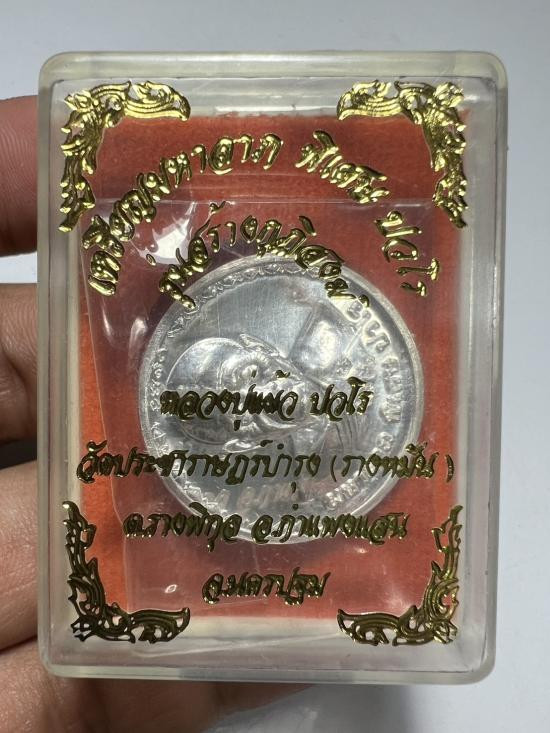 เหรียญมหาลาภ พิเศษ ปวโร
รุ่นสร้างกุฏิสงฆ์
หลวงปู่แผ้ว ปวโร
วัดประชาราษฎร์บำรุง (รางหมัน)
ต.รางพิกุล อ.กำแพงแสน
จ.นครปฐม